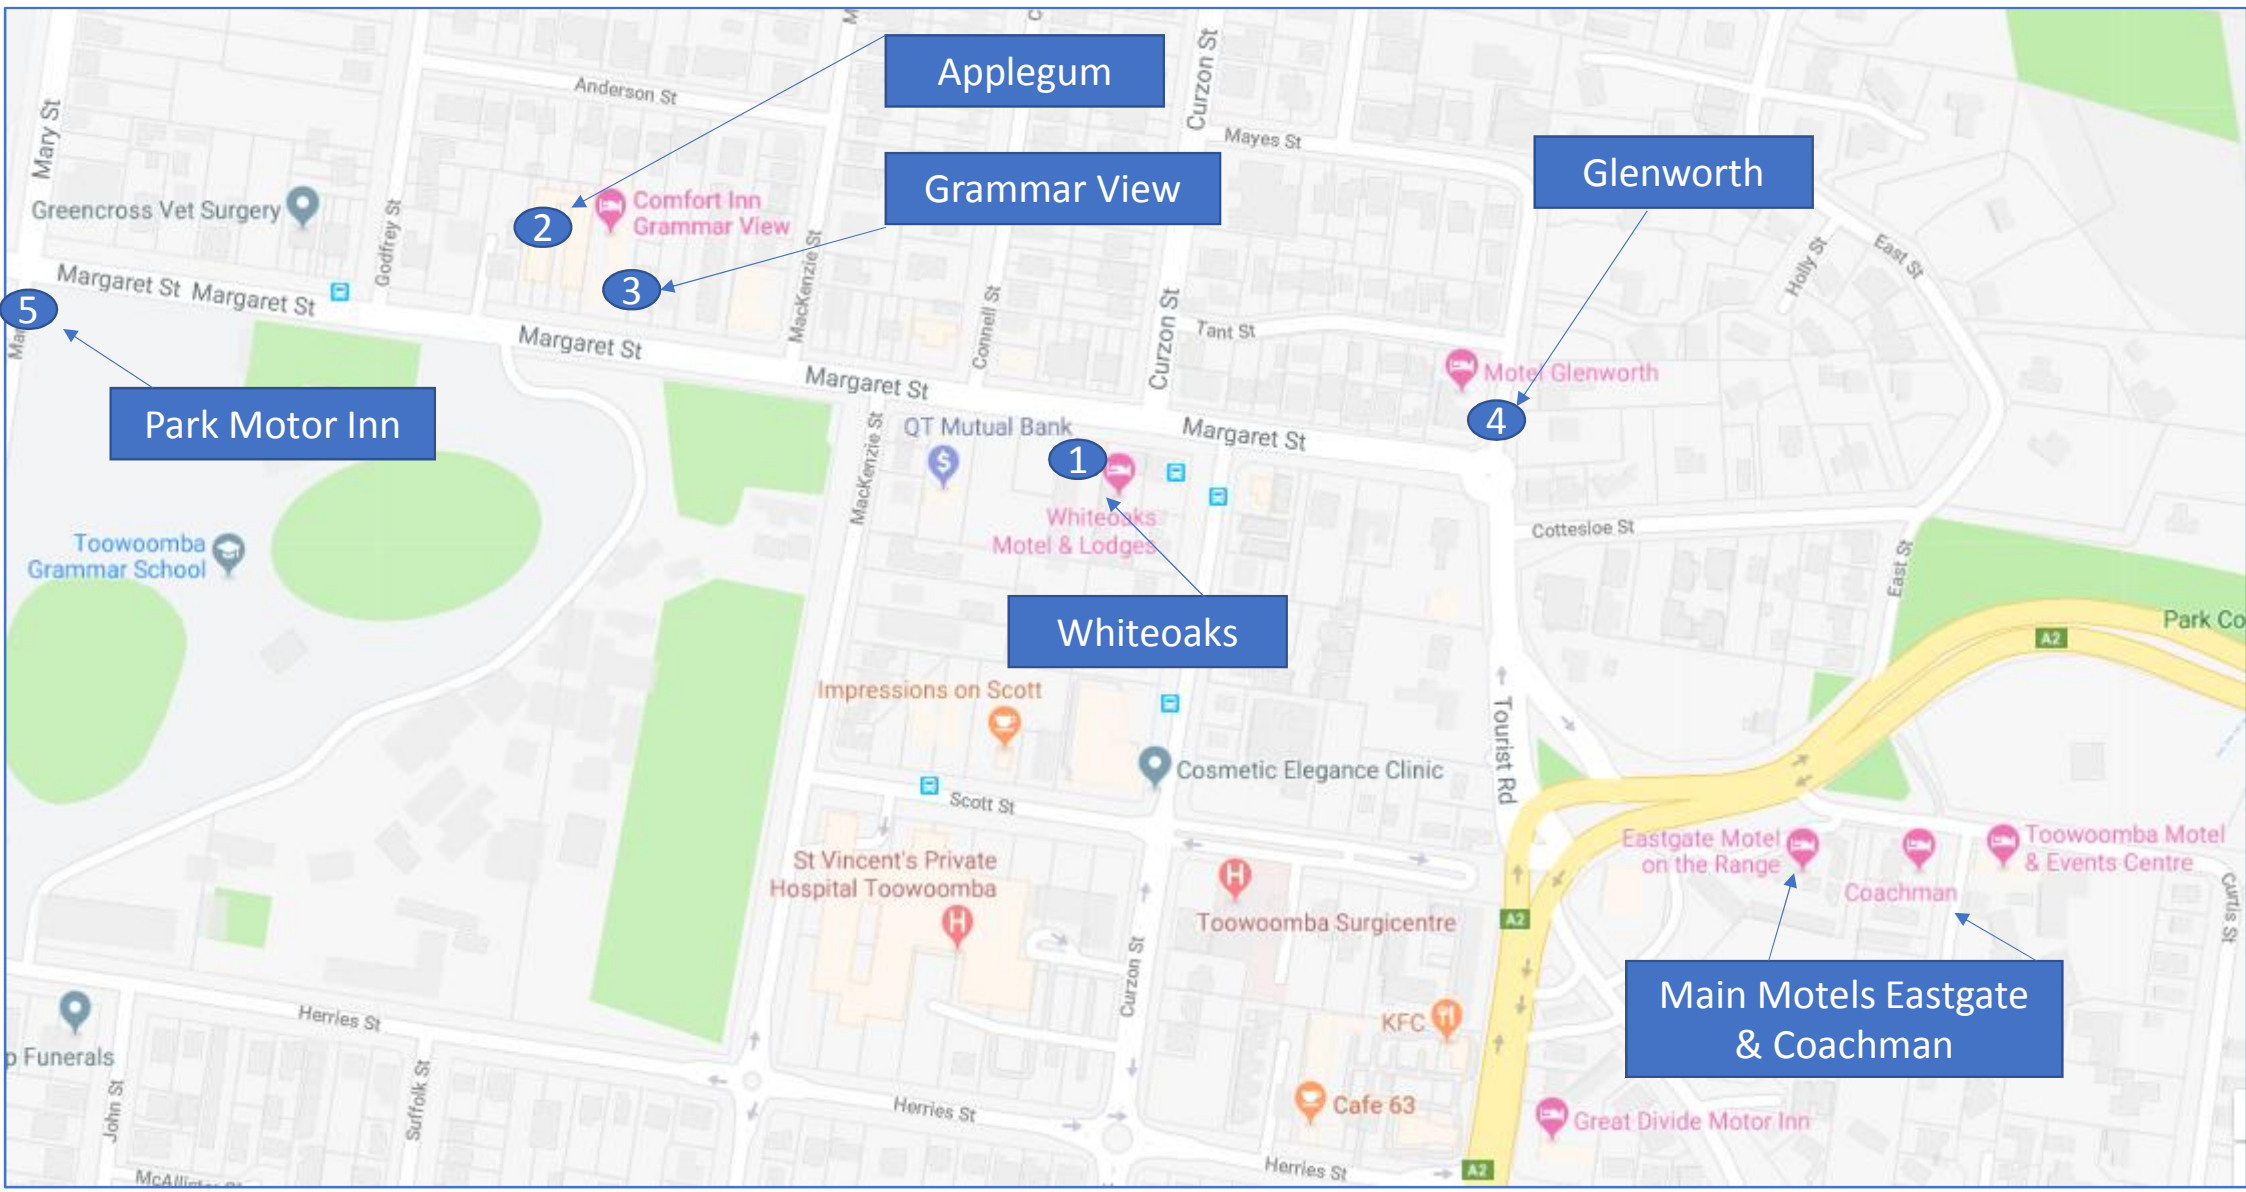 Applegum
Curzon St
Anderson St
Mary St
Mayes St
Grammar View
Glenworth
Comfort Inn
Grammar View
Greencross Vet Surgery
2
Godfrey St
MacKenzie St
Holly St
East St
3
Margaret St
Margaret St
5
Connell St
Curzon St
Tant St
Margaret St
Margaret St
Motel Glenworth
4
Park Motor Inn
MacKenzie St
QT Mutual Bank
Margaret St
1
Whiteoaks
Motel & Lodges
Cottesloe St
East St
Toowoomba
Grammar School
Whiteoaks
Park Co
A2
Impressions on Scott
Tourist Rd
Cosmetic Elegance Clinic
Scott St
Eastgate Motel
on the Range
Coachman
Toowoomba Motel
& Events Centre
Curtis St
St Vincent's Private
Hospital Toowoomba
Toowoomba Surgicentre
A2
Curzon St
Main Motels Eastgate
& Coachman
Herries St
KFC
p Funerals
John St
Suffolk St
Herries St
Cafe 63
Great Divide Motor Inn
Herries St
A2